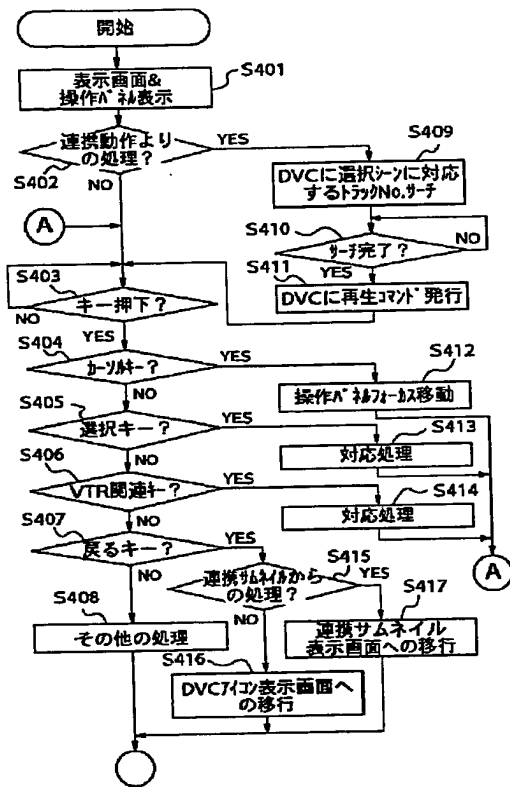 開始
S401
表示画面&
操作ﾊﾟﾈﾙ表示
連携動作より
の処理？
YES
S402
NO
S409
DVCに選択ｼｰﾝに対応
するﾄﾗｯｸNo.ｻｰﾁ
A
S410
ｻｰﾁ完了？
NO
YES
S411
DVCに再生ｺﾏﾝﾄﾞ発行
S403
キー押下？
NO
YES
S404
ｶｰｿﾙｷｰ？
YES
NO
S412
操作ﾊﾟﾈﾙﾌｫｰｶｽ移動
S405
選択キー？
YES
NO
S413
対応処理
S406
VTR関連ｷｰ？
YES
NO
S414
対応処理
S407
戻るキー？
YES
NO
A
S415
連携ｻﾑﾈｲﾙから
の処理？
YES
NO
S408
その他の処理
S417
連携サムネイル
表示画面への移行
S416
DVCｱｲｺﾝ表示画面へ
の移行